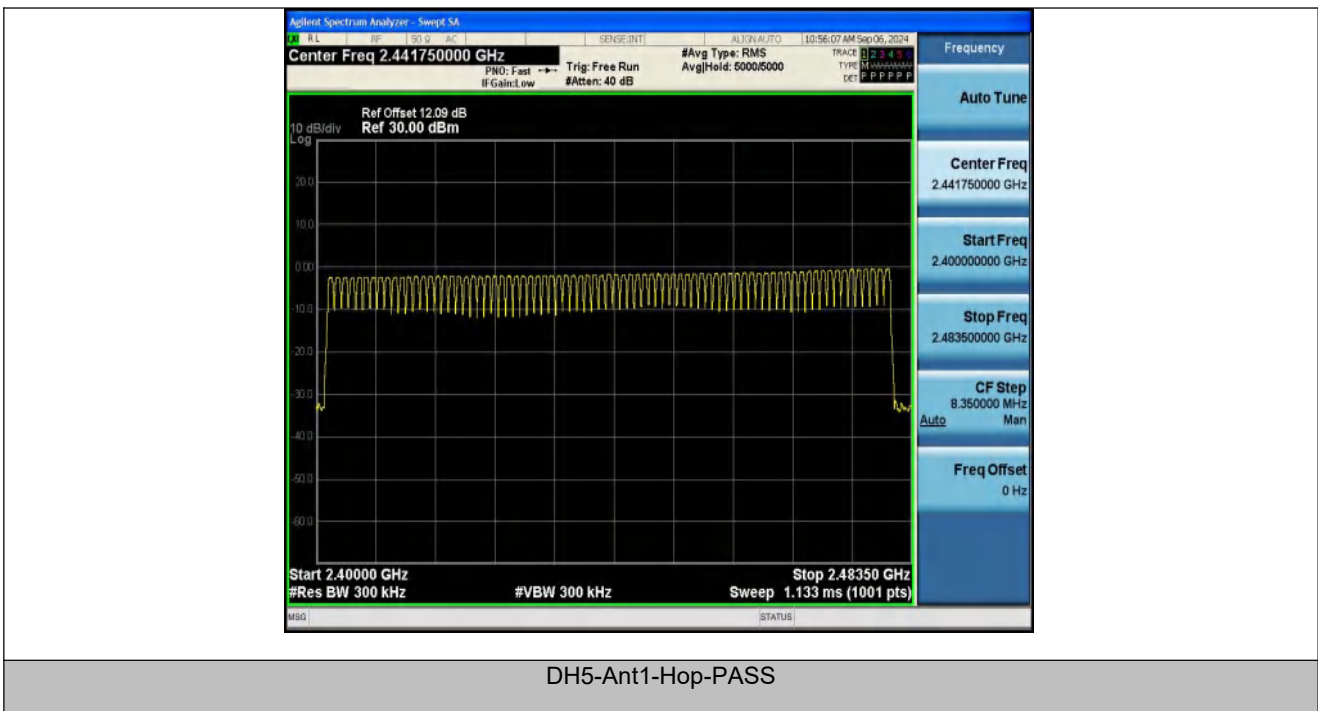 Agilent Spectrum Analyzer - Swept SA
RL RF 50 Ω AC SENSE:INT ALIGN AUTO 10:56:07 AM Sep 06, 2024
Center Freq 2.441750000 GHz
PNO: Fast
IFGain:Low
Trig: Free Run
#Atten: 40 dB
#Avg Type: RMS
Avg|Hold: 5000/5000
TRACE 1 2 3 4 5 6
TYPE M
DET P P P P P P
Ref Offset 12.09 dB
10 dB/div Ref 30.00 dBm
Log
20.0
10.0
0.00
-10.0
-20.0
-30.0
-40.0
-50.0
-60.0
Start 2.40000 GHz Stop 2.48350 GHz
#Res BW 300 kHz #VBW 300 kHz Sweep 1.133 ms (1001 pts)
MSG STATUS
Frequency
Auto Tune
Center Freq
2.441750000 GHz
Start Freq
2.400000000 GHz
Stop Freq
2.483500000 GHz
CF Step
8.350000 MHz
Auto Man
Freq Offset
0 Hz
DH5-Ant1-Hop-PASS